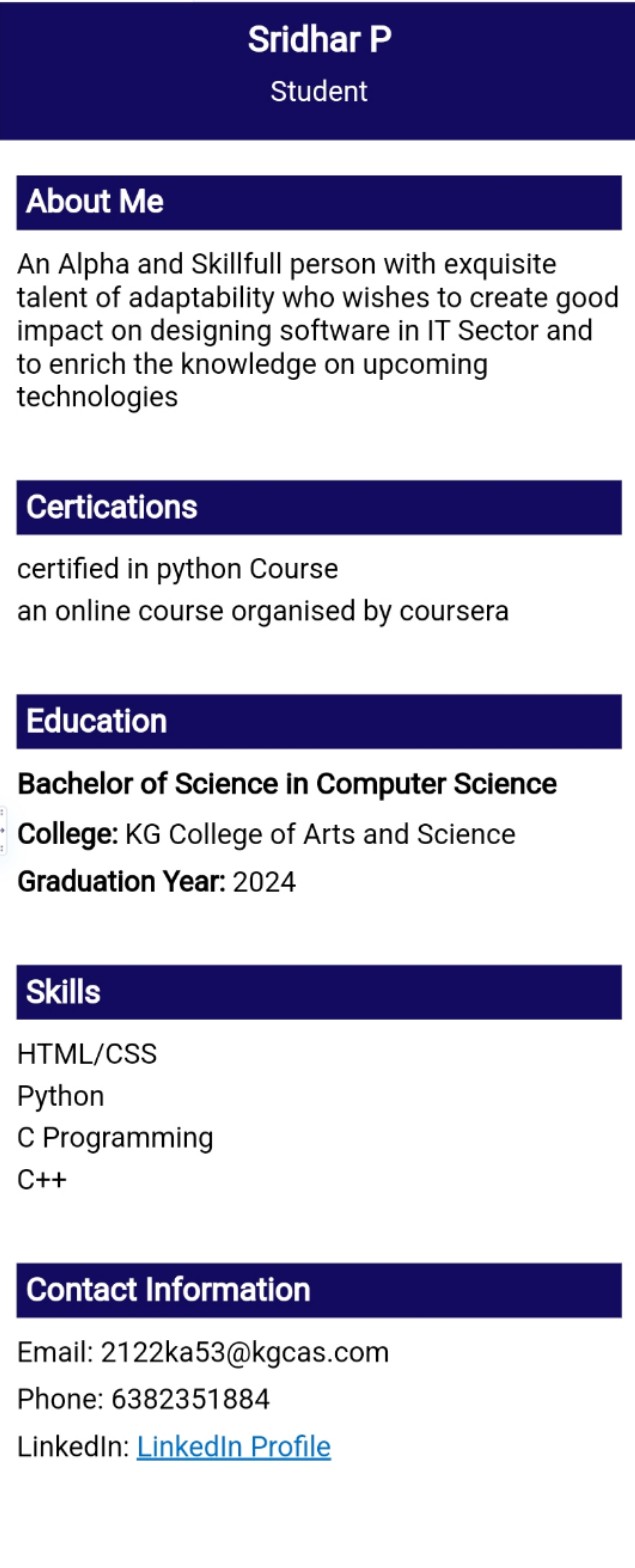 Sridhar P
Student
About Me
An Alpha and Skillfull person with exquisite
talent of adaptability who wishes to create good
impact on designing software in IT Sector and
to enrich the knowledge on upcoming
technologies
Certications
certified in python Course
an online course organised by coursera
Education
Bachelor of Science in Computer Science
College: KG College of Arts and Science
Graduation Year: 2024
Skills
HTML/CSS
Python
C Programming
C++
Contact Information
Email: 2122ka53@kgcas.com
Phone: 6382351884
LinkedIn: LinkedIn Profile